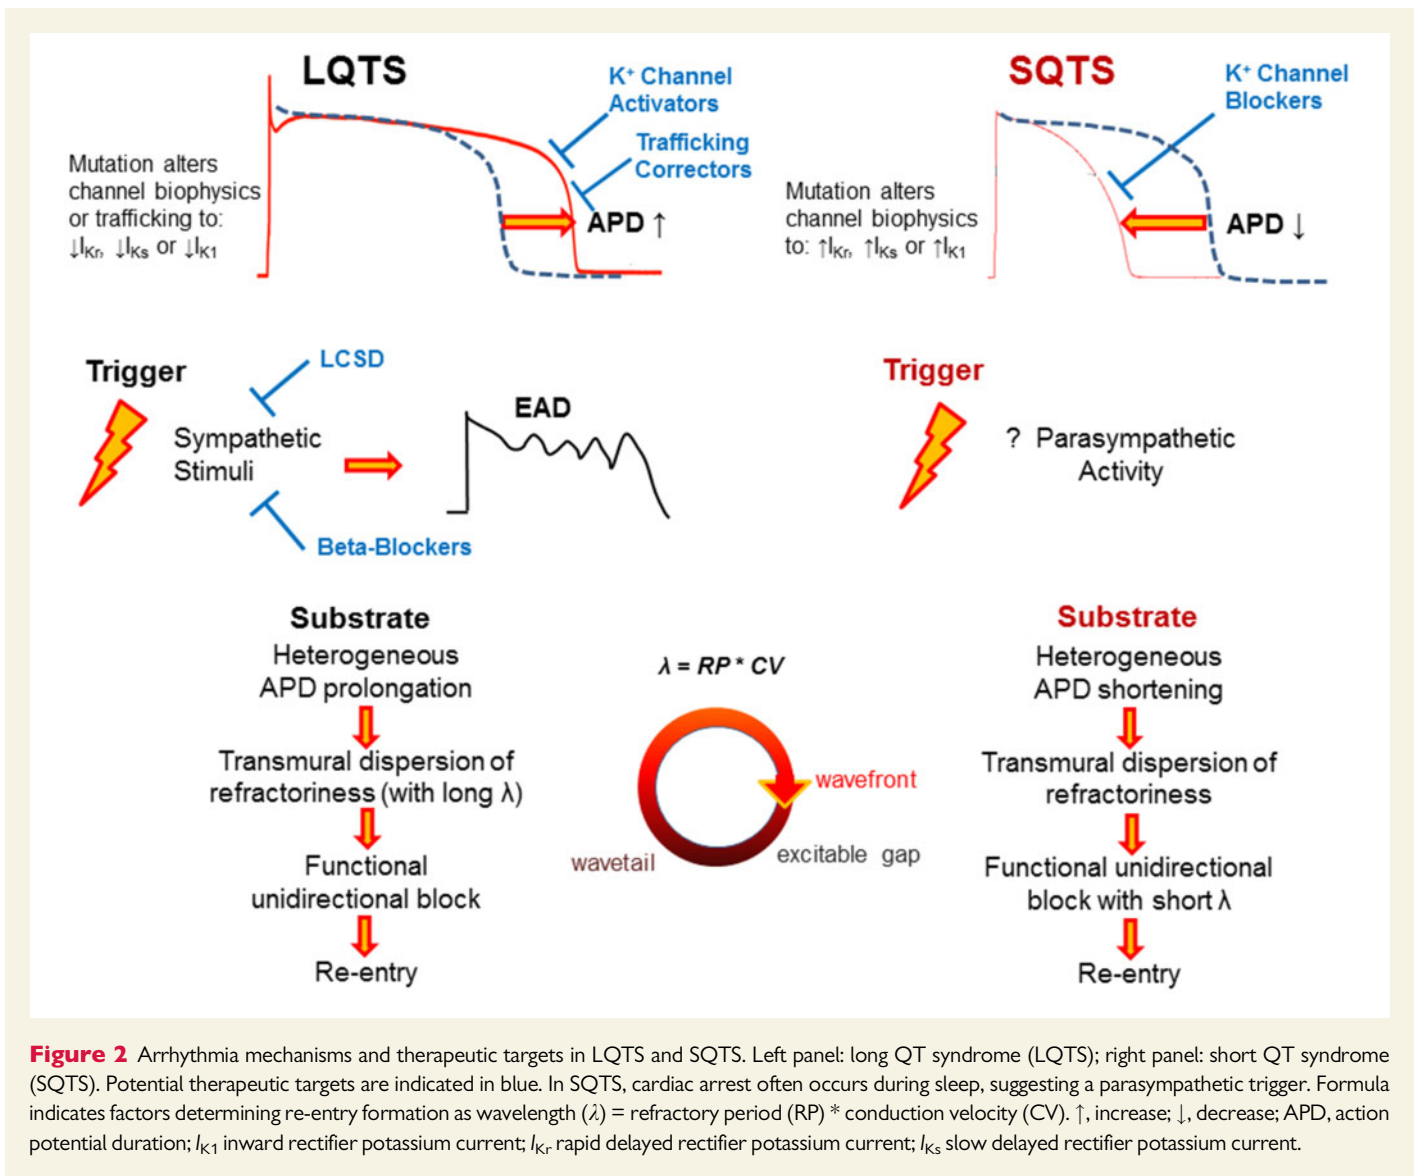 LQTS
K⁺ Channel
Activators
Trafficking
Correctors
Mutation alters
channel biophysics
or trafficking to:
↓IKr, ↓IKs or ↓IK1
APD ↑
SQTS
K⁺ Channel
Blockers
Mutation alters
channel biophysics
to: ↑IKr, ↑IKs or ↑IK1
APD ↓
Trigger
LCSD
Sympathetic
Stimuli
Beta-Blockers
EAD
Trigger
? Parasympathetic
Activity
Substrate
Heterogeneous
APD prolongation
Transmural dispersion of
refractoriness (with long λ)
Functional
unidirectional block
Re-entry
λ = RP * CV
wavefront
excitable gap
wavetail
Substrate
Heterogeneous
APD shortening
Transmural dispersion of
refractoriness
Functional unidirectional
block with short λ
Re-entry
Figure 2 Arrhythmia mechanisms and therapeutic targets in LQTS and SQTS. Left panel: long QT syndrome (LQTS); right panel: short QT syndrome
(SQTS). Potential therapeutic targets are indicated in blue. In SQTS, cardiac arrest often occurs during sleep, suggesting a parasympathetic trigger. Formula
indicates factors determining re-entry formation as wavelength (λ) = refractory period (RP) * conduction velocity (CV). ↑, increase; ↓, decrease; APD, action
potential duration; IK1 inward rectifier potassium current; IKr rapid delayed rectifier potassium current; IKs slow delayed rectifier potassium current.